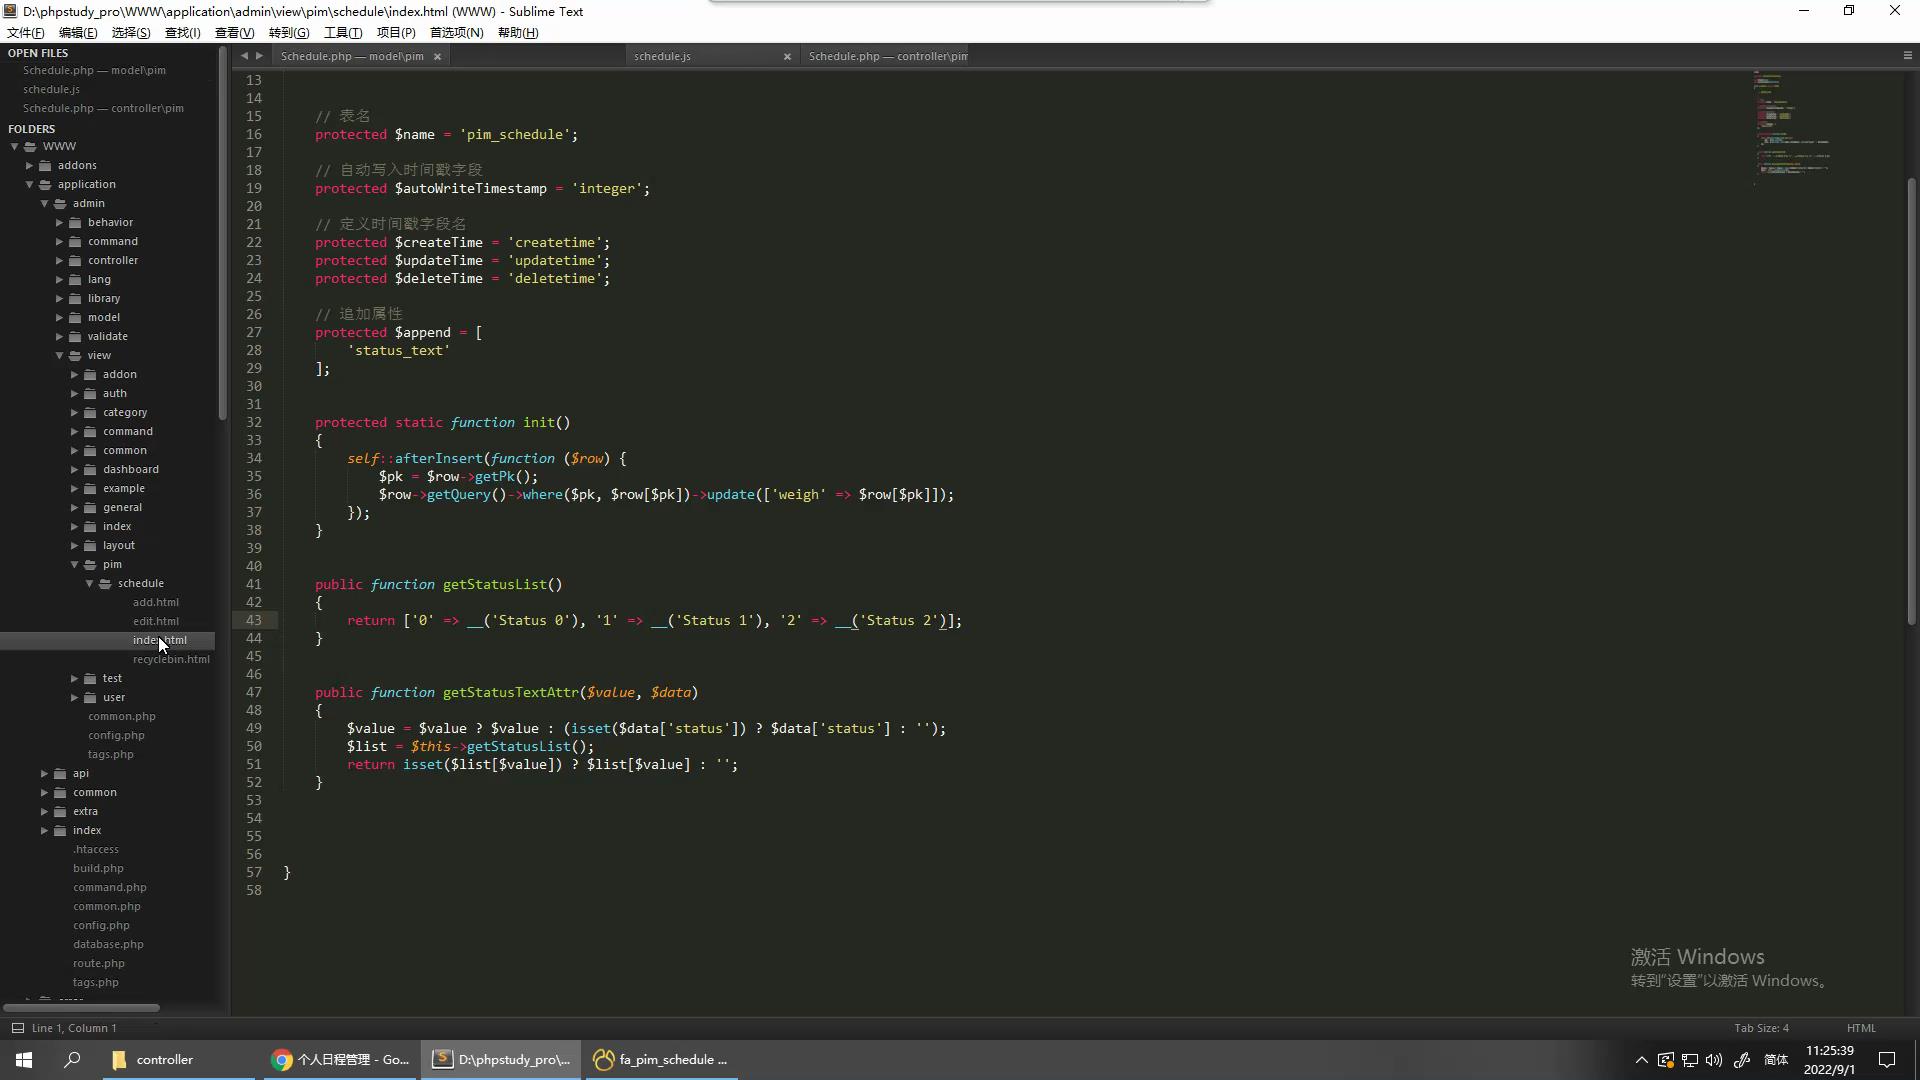 D:\phpstudy_pro\WWW\application\admin\view\pim\schedule\index.html (WWW) - Sublime Text
文件(F) 编辑(E) 选择(S) 查找(I) 查看(V) 转到(G) 工具(T) 项目(P) 首选项(N) 帮助(H)
OPEN FILES
Schedule.php — model\pim
schedule.js
Schedule.php — controller\pim
FOLDERS
WWW
addons
application
admin
behavior
command
controller
lang
library
model
validate
view
addon
auth
category
command
common
dashboard
example
general
index
layout
pim
schedule
add.html
edit.html
index.html
recyclebin.html
test
user
common.php
config.php
tags.php
api
common
extra
index
.htaccess
build.php
command.php
common.php
config.php
database.php
route.php
tags.php
Schedule.php — model\pim × schedule.js × Schedule.php — controller\pim
13
14
15 // 表名
16 protected $name = 'pim_schedule';
17
18 // 自动写入时间戳字段
19 protected $autoWriteTimestamp = 'integer';
20
21 // 定义时间戳字段名
22 protected $createTime = 'createtime';
23 protected $updateTime = 'updatetime';
24 protected $deleteTime = 'deletetime';
25
26 // 追加属性
27 protected $append = [
28 'status_text'
29 ];
30
31
32 protected static function init()
33 {
34 self::afterInsert(function ($row) {
35 $pk = $row->getPk();
36 $row->getQuery()->where($pk, $row[$pk])->update(['weigh' => $row[$pk]]);
37 });
38 }
39
40
41 public function getStatusList()
42 {
43 return ['0' => __('Status 0'), '1' => __('Status 1'), '2' => __('Status 2')];
44 }
45
46
47 public function getStatusTextAttr($value, $data)
48 {
49 $value = $value ? $value : (isset($data['status']) ? $data['status'] : '');
50 $list = $this->getStatusList();
51 return isset($list[$value]) ? $list[$value] : '';
52 }
53
54
55
56
57 }
58
激活 Windows
转到"设置"以激活 Windows。
Line 1, Column 1 Tab Size: 4 HTML
controller 个人日程管理 - Go... D:\phpstudy_pro\... fa_pim_schedule ... 简体 11:25:39
2022/9/1